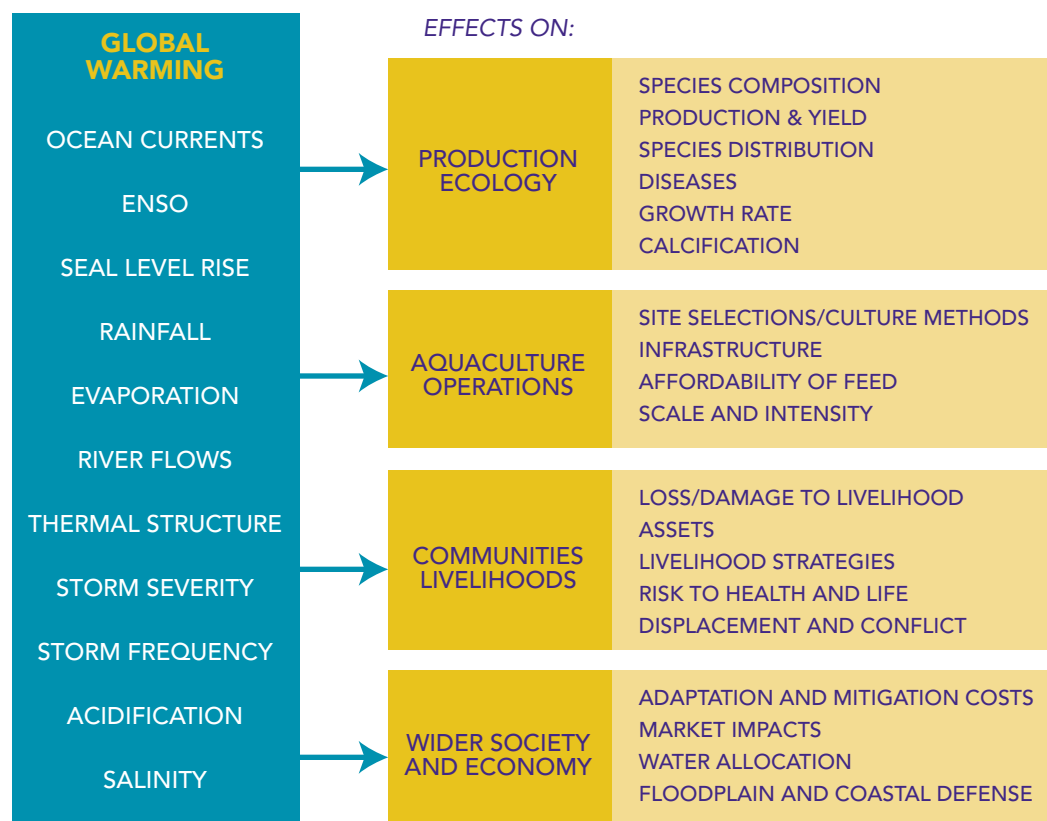 GLOBAL
WARMING
OCEAN CURRENTS
ENSO
SEAL LEVEL RISE
RAINFALL
EVAPORATION
RIVER FLOWS
THERMAL STRUCTURE
STORM SEVERITY
STORM FREQUENCY
ACIDIFICATION
SALINITY
EFFECTS ON:
PRODUCTION
ECOLOGY
SPECIES COMPOSITION
PRODUCTION & YIELD
SPECIES DISTRIBUTION
DISEASES
GROWTH RATE
CALCIFICATION
AQUACULTURE
OPERATIONS
SITE SELECTIONS/CULTURE METHODS
INFRASTRUCTURE
AFFORDABILITY OF FEED
SCALE AND INTENSITY
COMMUNITIES
LIVELIHOODS
LOSS/DAMAGE TO LIVELIHOOD
ASSETS
LIVELIHOOD STRATEGIES
RISK TO HEALTH AND LIFE
DISPLACEMENT AND CONFLICT
WIDER SOCIETY
AND ECONOMY
ADAPTATION AND MITIGATION COSTS
MARKET IMPACTS
WATER ALLOCATION
FLOODPLAIN AND COASTAL DEFENSE